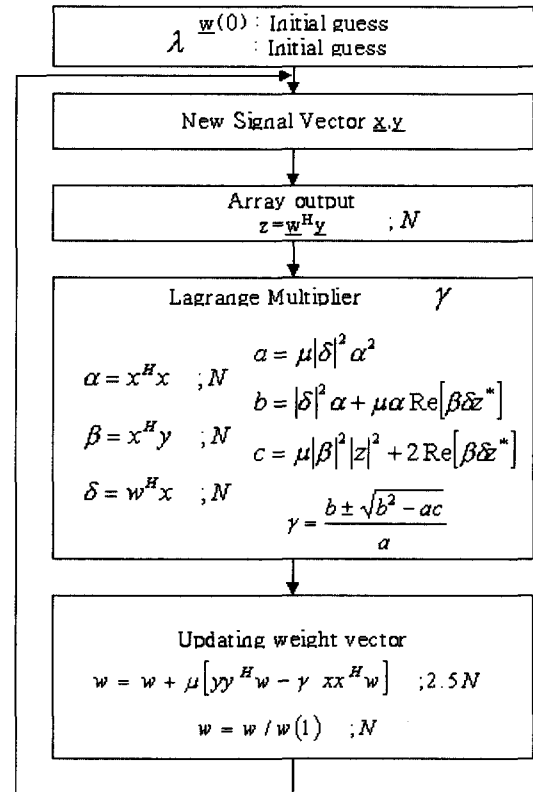 w(0) : Initial guess
λ : Initial guess
New Signal Vector x,y
Array output
z=w^H y ; N
Lagrange Multiplier γ
α = x^H x ; N
β = x^H y ; N
δ = w^H x ; N
a = μ|δ|^2 α^2
b = |δ|^2 α + μα Re[βδz*]
c = μ|β|^2 |z|^2 + 2 Re[βδz*]
γ = (b ± √(b^2 − ac)) / a
Updating weight vector
w = w + μ[yy^H w − γ xx^H w] ;2.5N
w = w / w(1) ;N